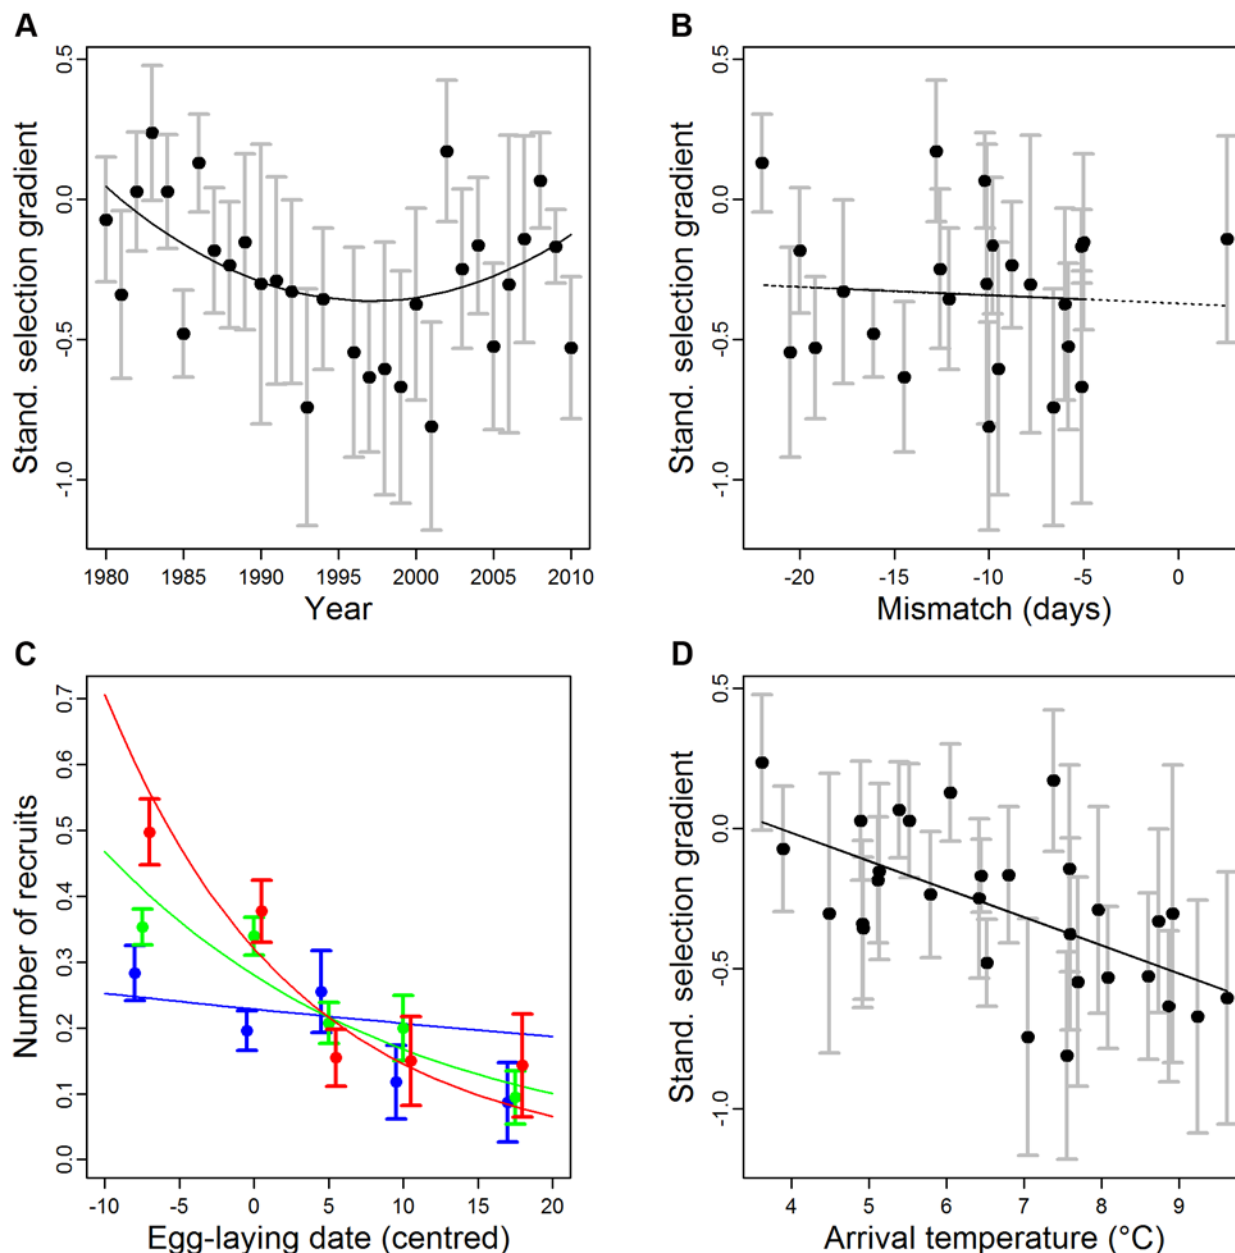 A
B
0.5
0.0
-0.5
-1.0
Stand. selection gradient
1980 1985 1990 1995 2000 2005 2010
Year
0.5
0.0
-0.5
-1.0
Stand. selection gradient
-20 -15 -10 -5 0
Mismatch (days)
C
D
0.7
0.6
0.5
0.4
0.3
0.2
0.1
0.0
Number of recruits
-10 -5 0 5 10 15 20
Egg-laying date (centred)
0.5
0.0
-0.5
-1.0
Stand. selection gradient
4 5 6 7 8 9
Arrival temperature (°C)